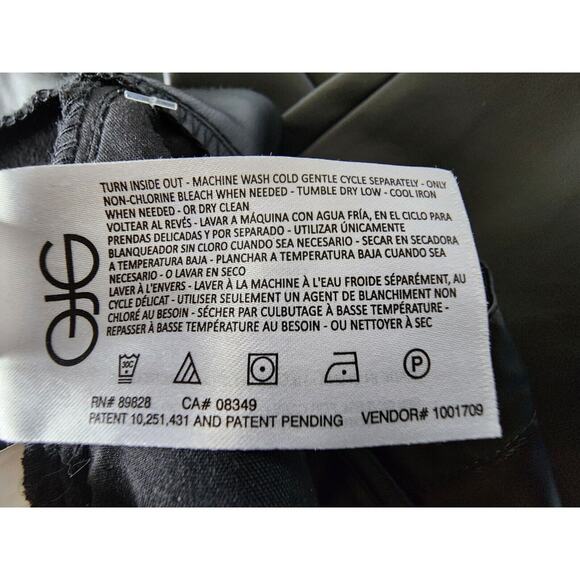 TURN INSIDE OUT - MACHINE WASH COLD GENTLE CYCLE SEPARATELY - ONLY
NON-CHLORINE BLEACH WHEN NEEDED - TUMBLE DRY LOW - COOL IRON
WHEN NEEDED - OR DRY CLEAN
VOLTEAR AL REVÉS - LAVAR A MÁQUINA CON AGUA FRÍA, EN EL CICLO PARA
PRENDAS DELICADAS Y POR SEPARADO - UTILIZAR ÚNICAMENTE
BLANQUEADOR SIN CLORO CUANDO SEA NECESARIO - SECAR EN SECADORA
A TEMPERATURA BAJA - PLANCHAR A TEMPERATURA BAJA CUANDO SEA
NECESARIO - O LAVAR EN SECO
LAVER À L'ENVERS - LAVER À LA MACHINE À L'EAU FROIDE SÉPARÉMENT, AU
CYCLE DÉLICAT - UTILISER SEULEMENT UN AGENT DE BLANCHIMENT NON
CHLORÉ AU BESOIN - SÉCHER PAR CULBUTAGE À BASSE TEMPÉRATURE -
REPASSER À BASSE TEMPÉRATURE AU BESOIN - OU NETTOYER À SEC
30C
P
RN# 89828 CA# 08349
PATENT 10,251,431 AND PATENT PENDING VENDOR# 1001709